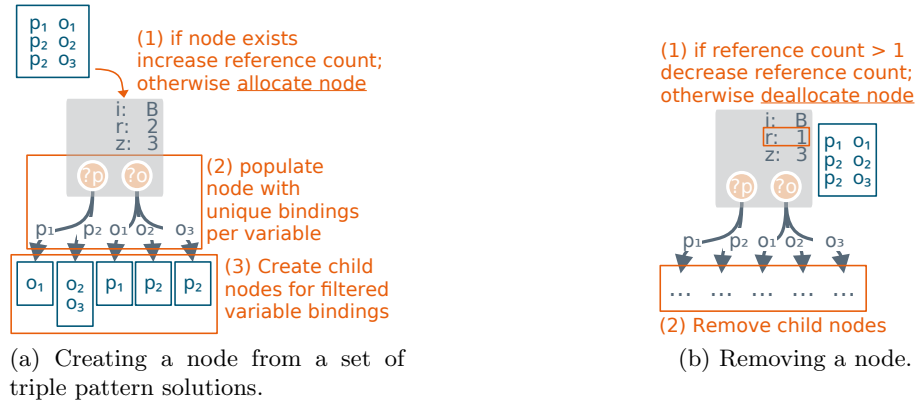 p₁ o₁
p₂ o₂
p₂ o₃
(1) if node exists
increase reference count;
otherwise allocate node
i: B
r: 2
z: 3
?p ?o
(2) populate
node with
unique bindings
per variable
p₁ p₂ o₁ o₂ o₃
(3) Create child
nodes for filtered
variable bindings
o₁ o₂ p₁ p₂ p₂
o₃
(a) Creating a node from a set of
triple pattern solutions.
(1) if reference count > 1
decrease reference count;
otherwise deallocate node
i: B
r: 1
z: 3
p₁ o₁
p₂ o₂
p₂ o₃
?p ?o
p₁ p₂ o₁ o₂ o₃
... ... ... ... ...
(2) Remove child nodes
(b) Removing a node.